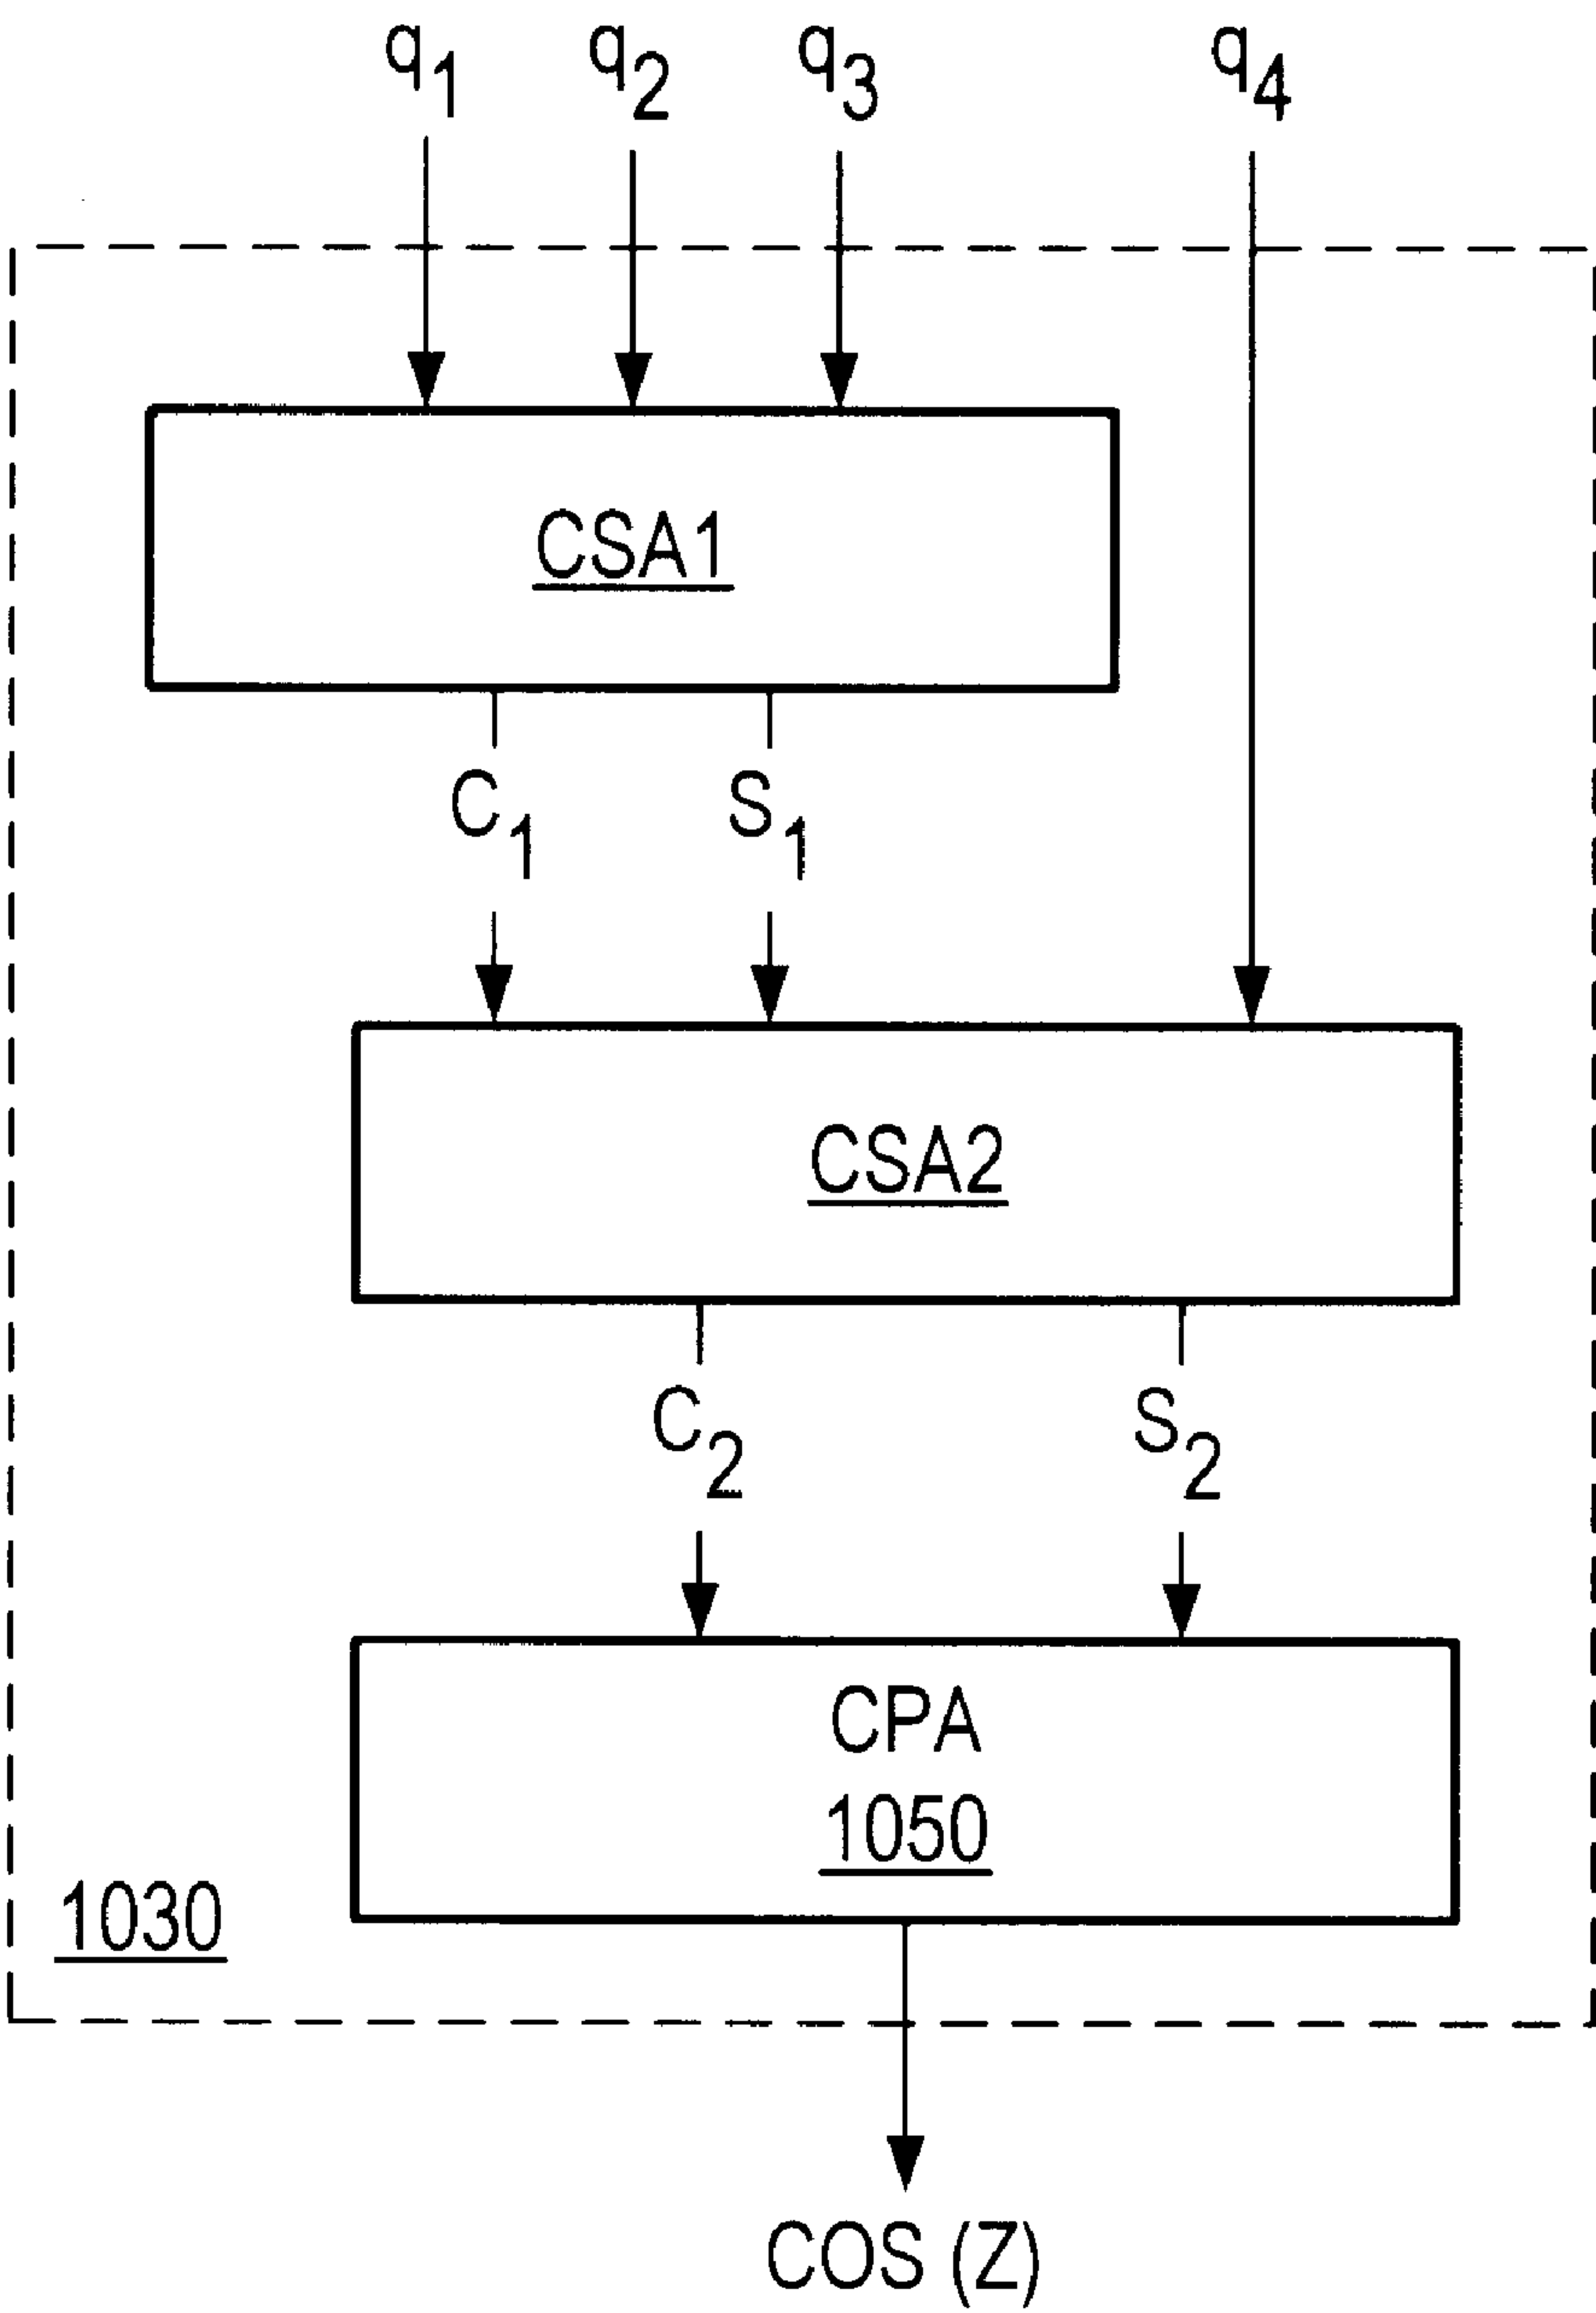 q1 q2 q3 q4
CSA1
C1 S1
CSA2
C2 S2
CPA
1050
1030
COS (Z)